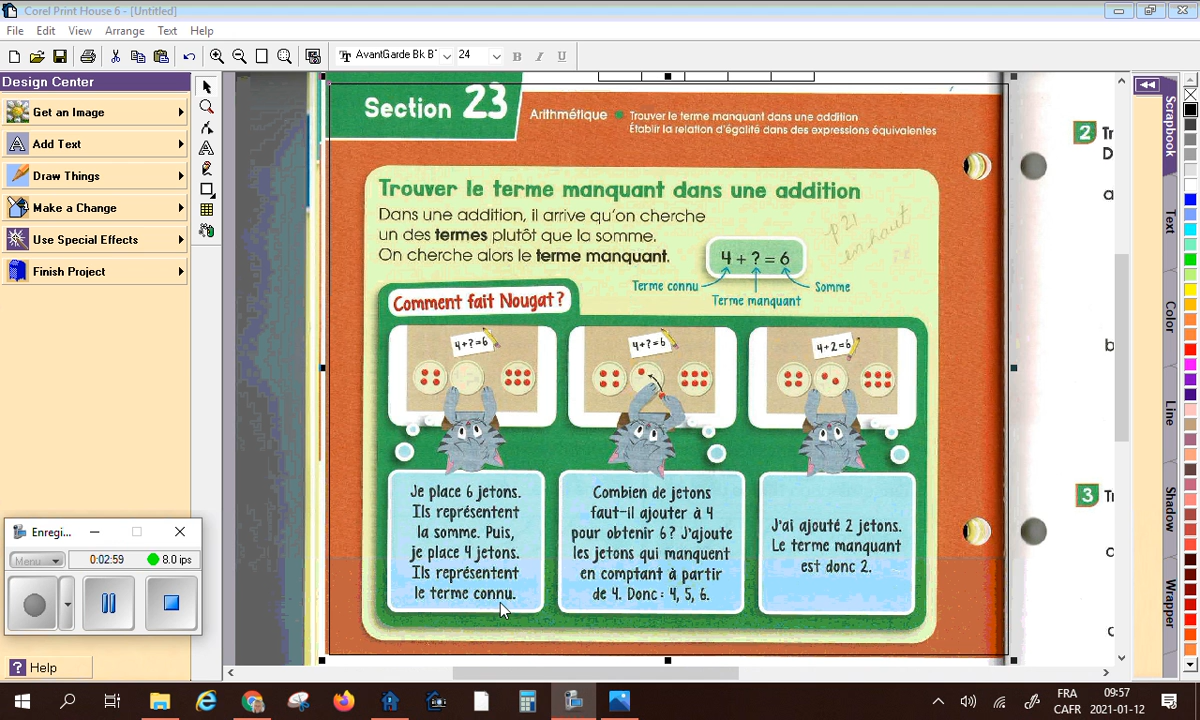 Corel Print House 6 - [Untitled]
File Edit View Arrange Text Help
AvantGarde Bk BT 24 B I U
Design Center
Get an Image
Add Text
Draw Things
Make a Change
Use Special Effects
Finish Project
Section 23
Arithmétique
Trouver le terme manquant dans une addition
Établir la relation d'égalité dans des expressions équivalentes
Trouver le terme manquant dans une addition
Dans une addition, il arrive qu'on cherche
un des termes plutôt que la somme.
On cherche alors le terme manquant.
p21
en haut
4 + ? = 6
Terme connu
Terme manquant
Somme
Comment fait Nougat ?
4+?=6
4+?=6
4+2=6
Je place 6 jetons.
Ils représentent
la somme. Puis,
je place 4 jetons.
Ils représentent
le terme connu.
Combien de jetons
faut-il ajouter à 4
pour obtenir 6 ? J'ajoute
les jetons qui manquent
en comptant à partir
de 4. Donc : 4, 5, 6.
J'ai ajouté 2 jetons.
Le terme manquant
est donc 2.
2 Tr
D
a
b
3 Tr
Scrapbook
Text
Color
Line
Shadow
Wrapper
Enregi...
Menu
0:02:59 8.0 ips
Help
FRA
CAFR
09:57
2021-01-12